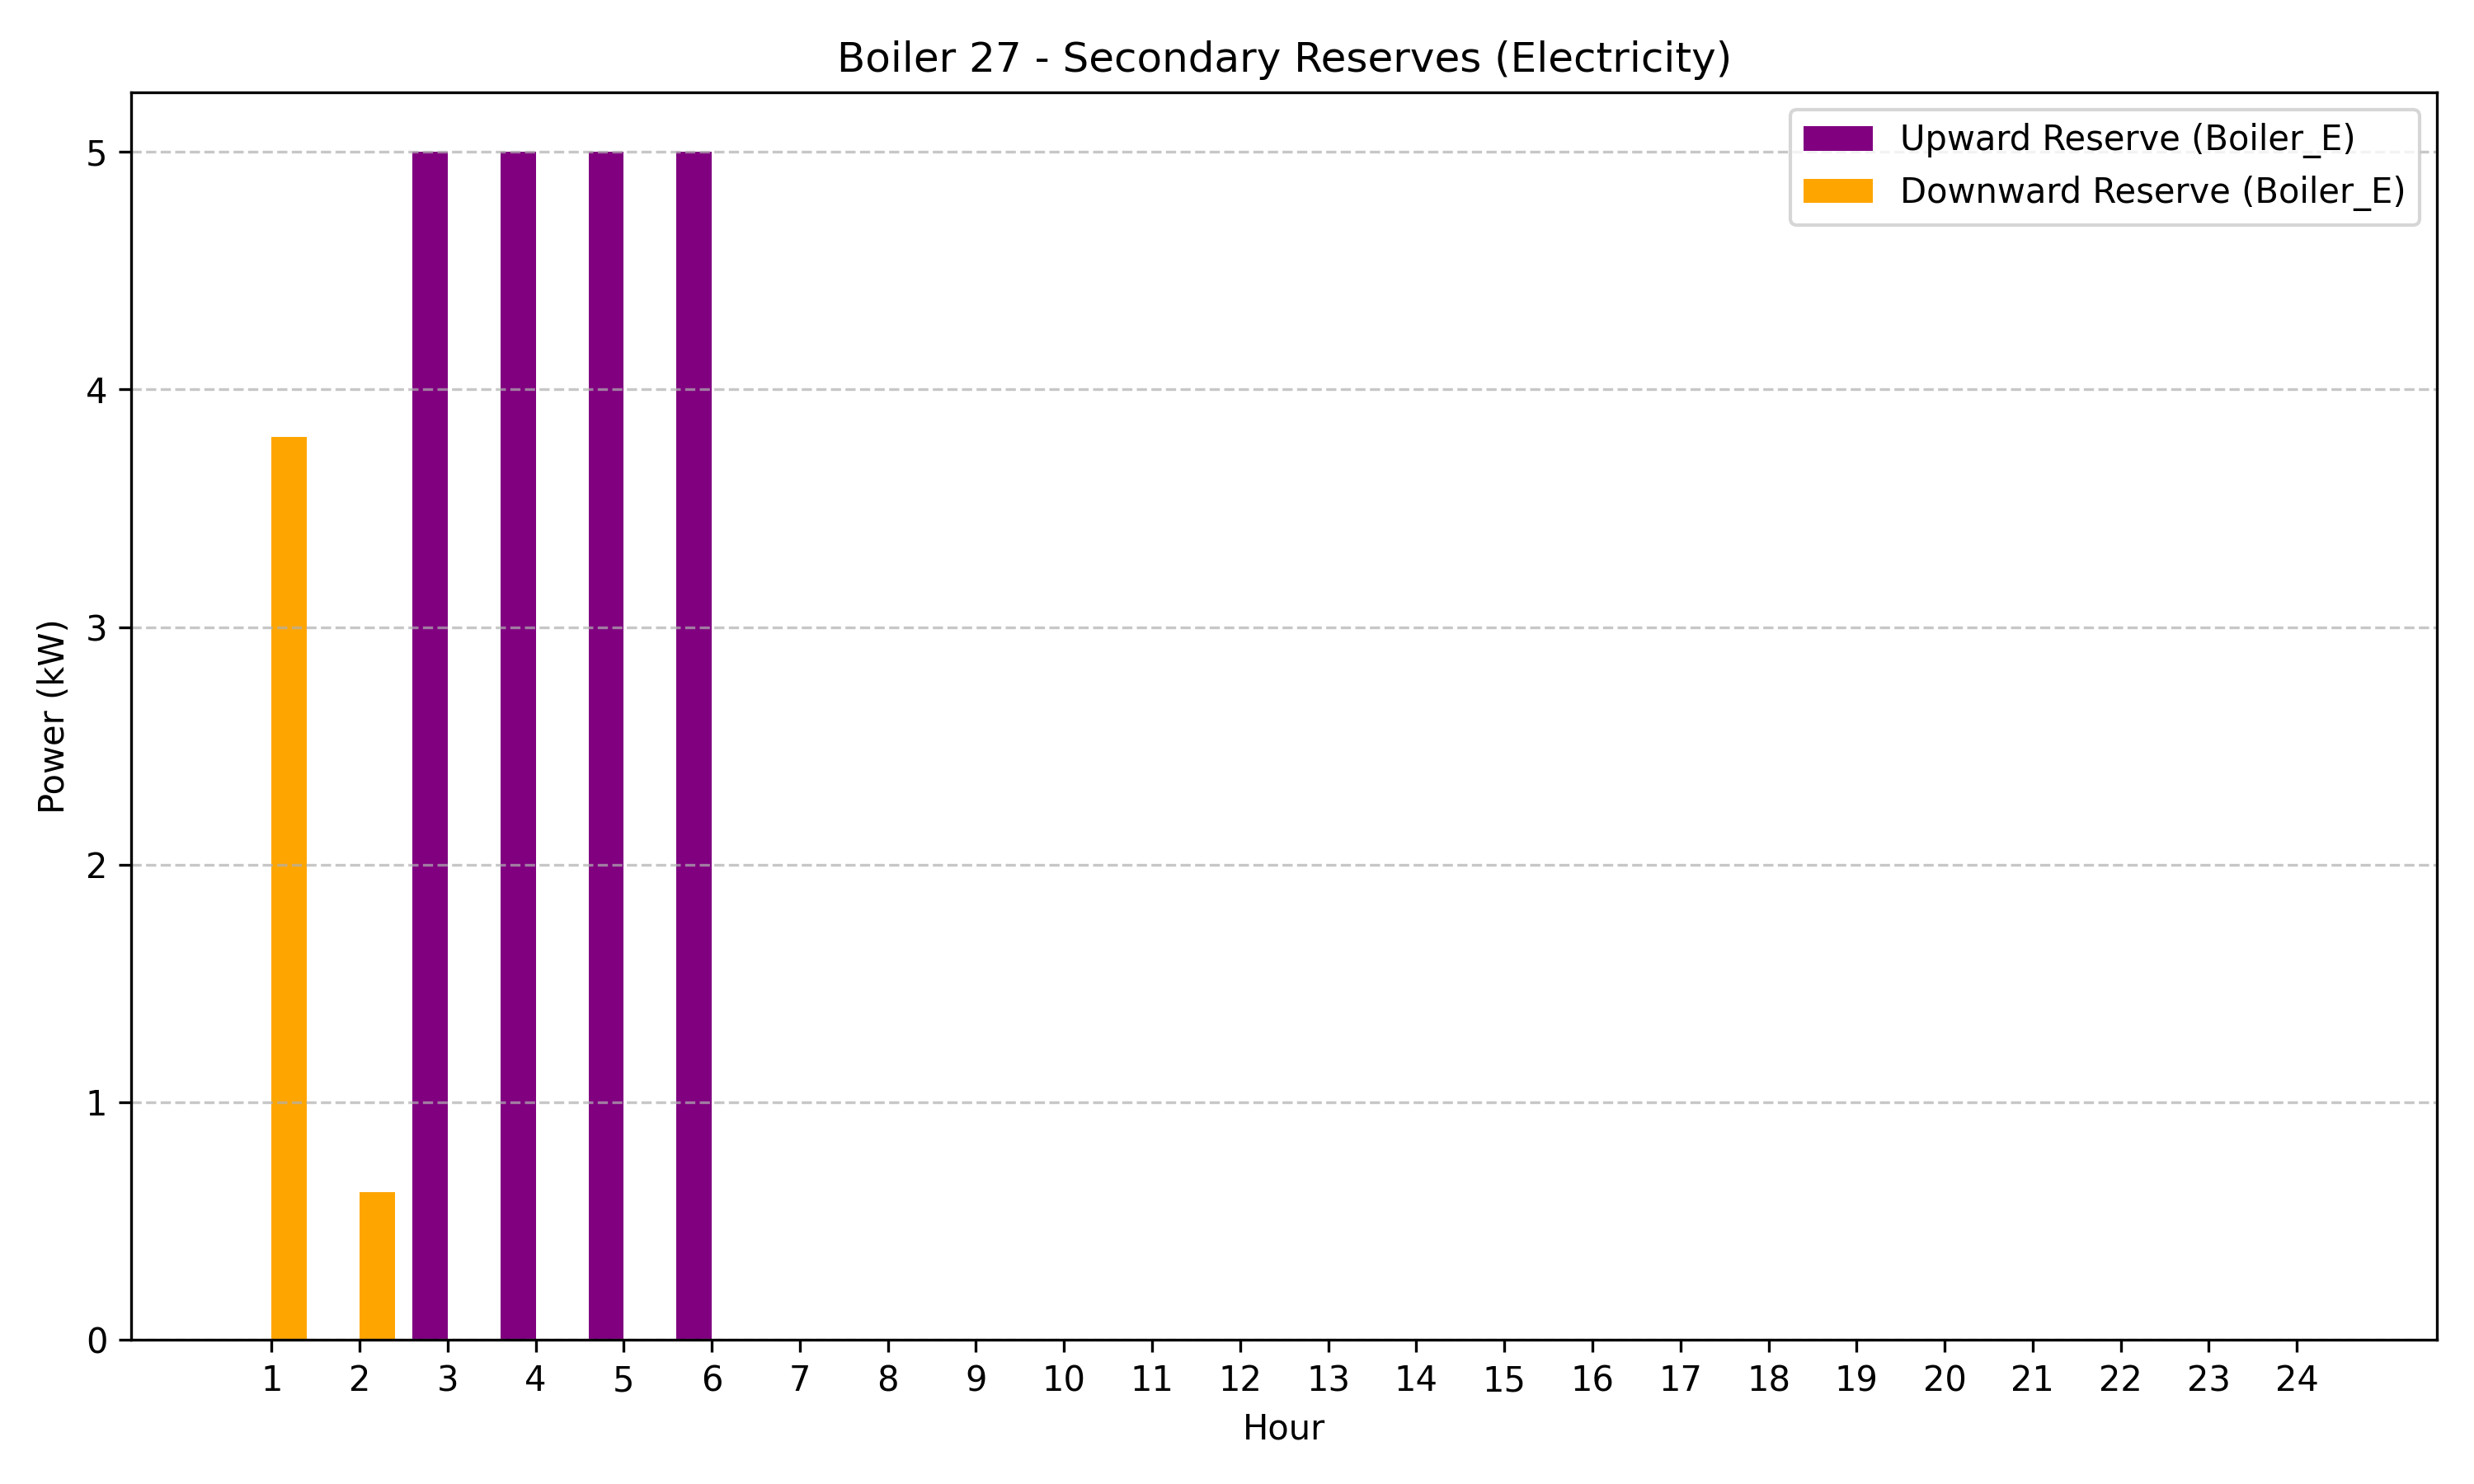 Boiler 27 - Secondary Reserves (Electricity)
Upward Reserve (Boiler_E)
Downward Reserve (Boiler_E)
Power (kW)
5
4
3
2
1
0
1 2 3 4 5 6 7 8 9 10 11 12 13 14 15 16 17 18 19 20 21 22 23 24
Hour